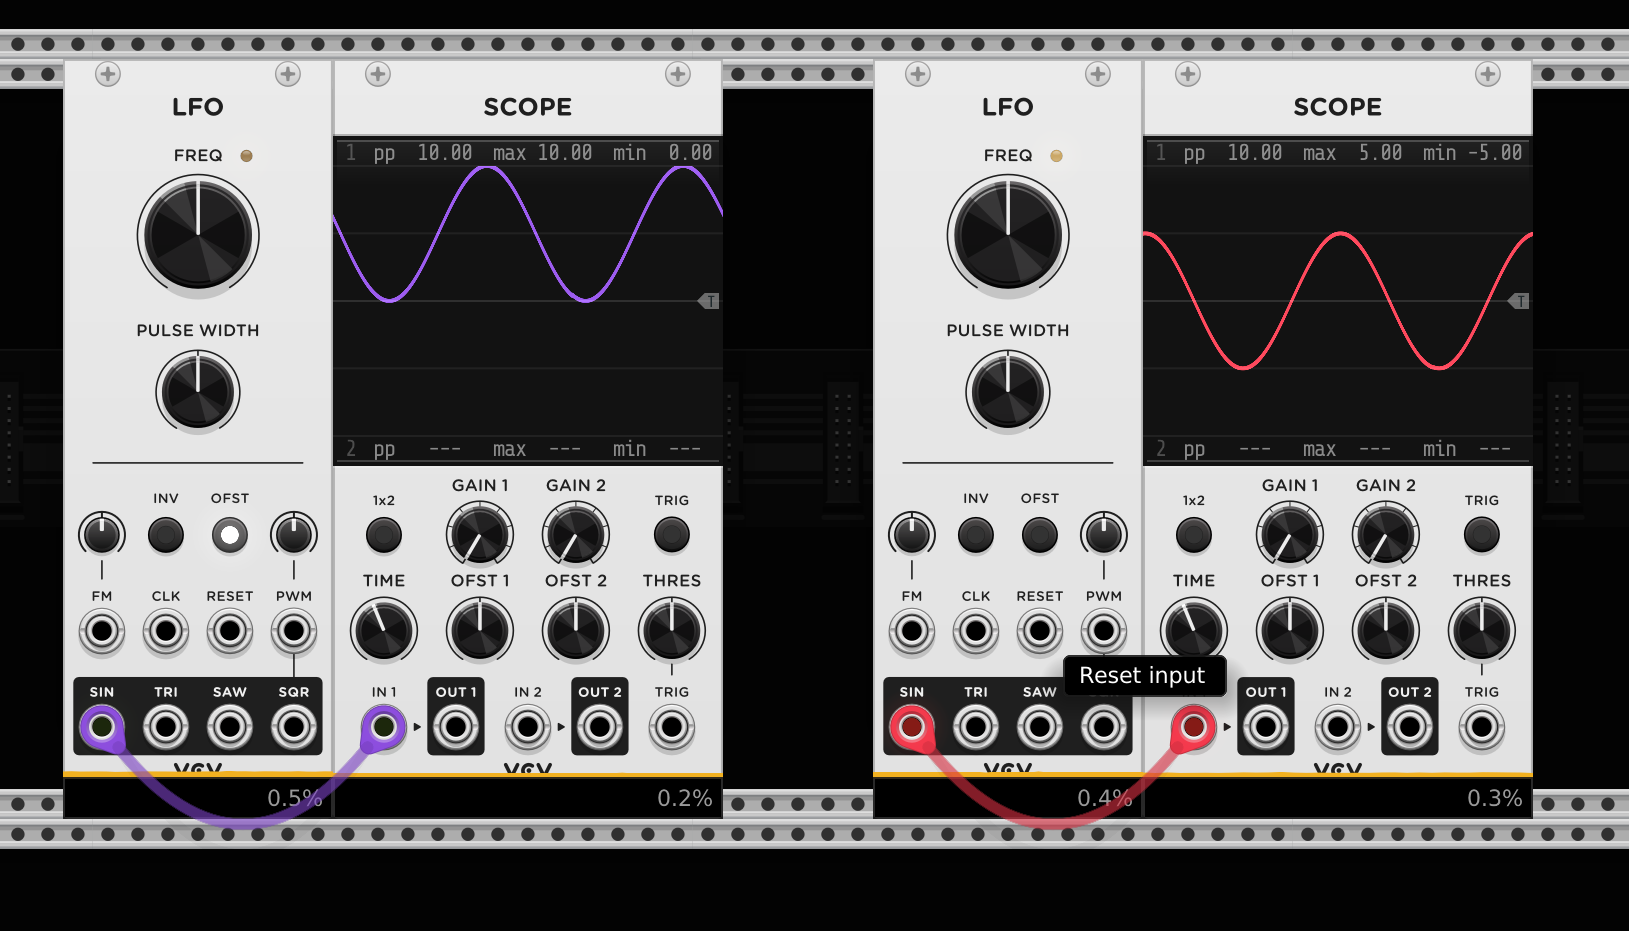 LFO
SCOPE
FREQ
1 pp 10.00 max 10.00 min 0.00
PULSE WIDTH
T
2 pp --- max --- min ---
INV OFST
1x2 GAIN 1 GAIN 2 TRIG
TIME OFST 1 OFST 2 THRES
FM CLK RESET PWM
SIN TRI SAW SQR
IN 1 OUT 1 IN 2 OUT 2 TRIG
VCV
VCV
0.5%
0.2%
LFO
SCOPE
FREQ
1 pp 10.00 max 5.00 min -5.00
PULSE WIDTH
T
2 pp --- max --- min ---
INV OFST
1x2 GAIN 1 GAIN 2 TRIG
TIME OFST 1 OFST 2 THRES
FM CLK RESET PWM
Reset input
SIN TRI SAW
OUT 1 IN 2 OUT 2 TRIG
VCV
VCV
0.4%
0.3%